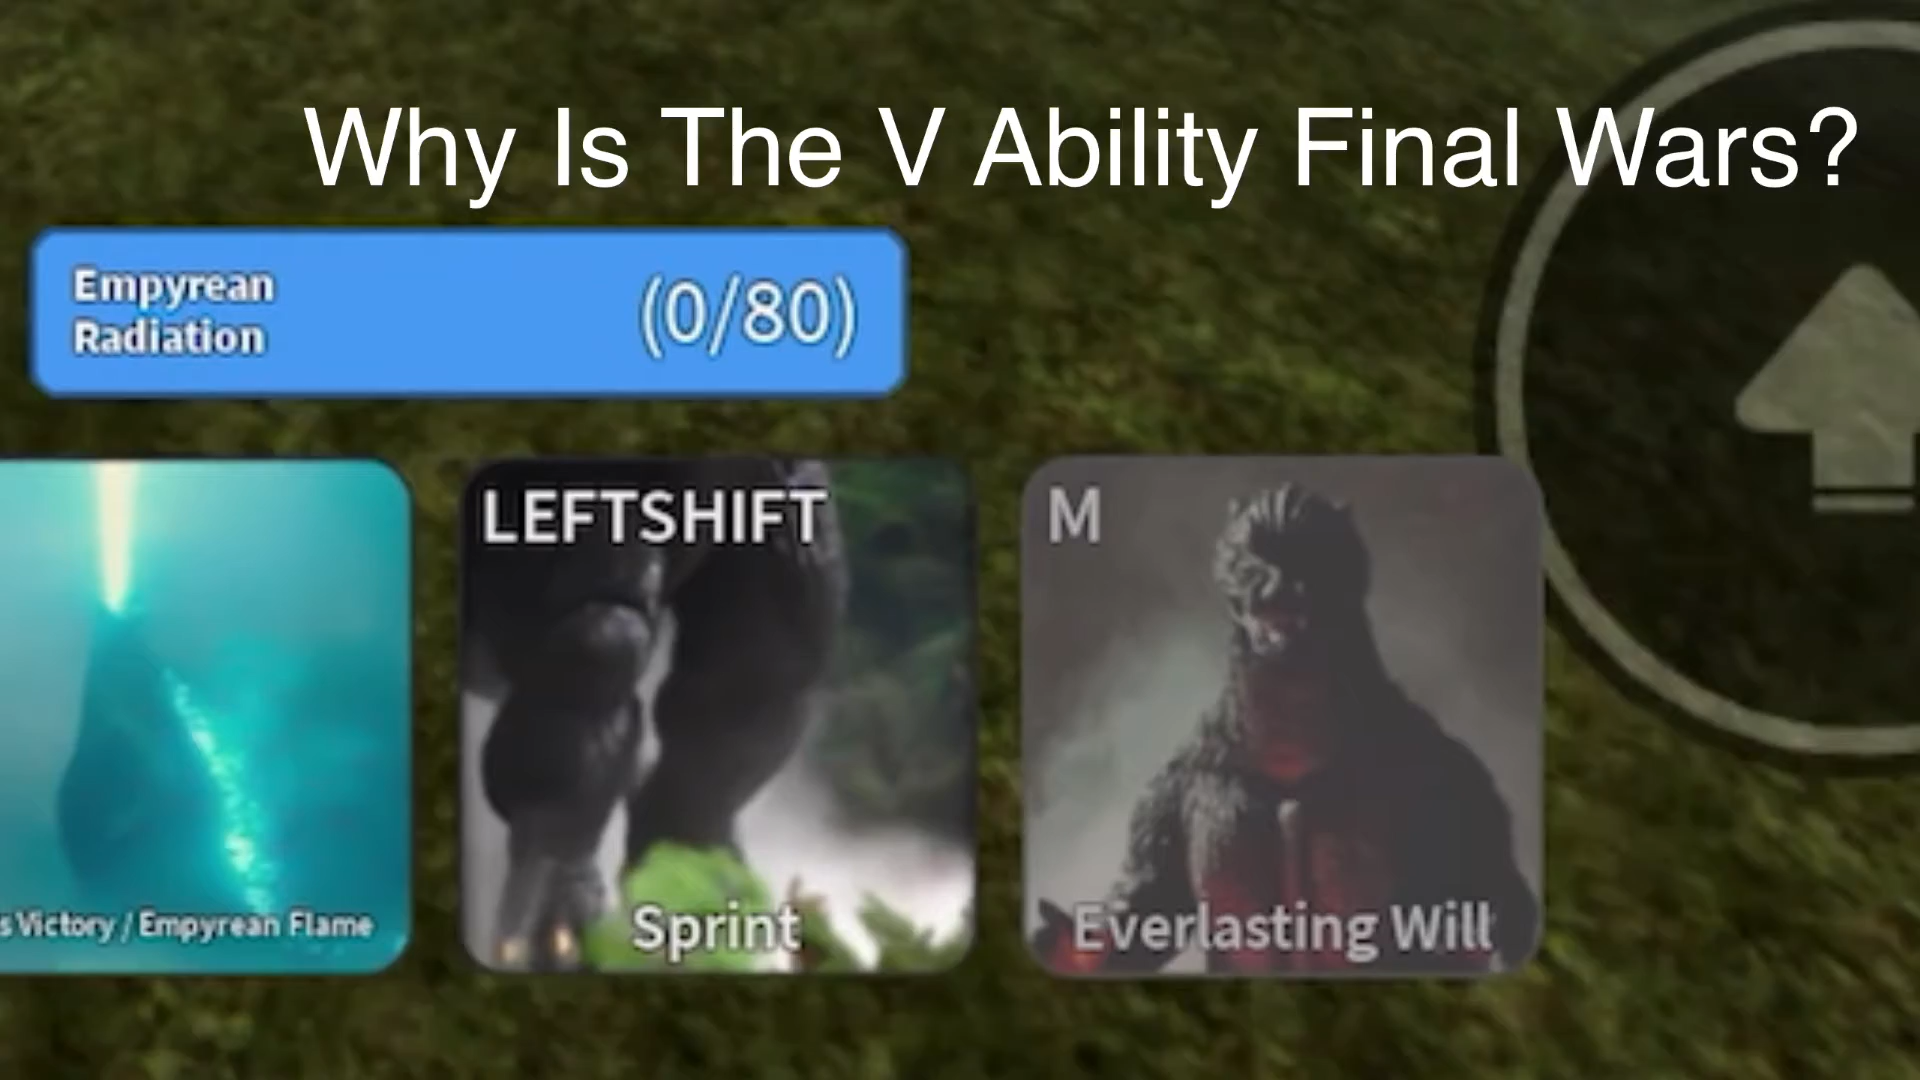 Why Is The V Ability Final Wars?
Empyrean
Radiation
(0/80)
LEFTSHIFT
M
s Victory / Empyrean Flame
Sprint
Everlasting Will